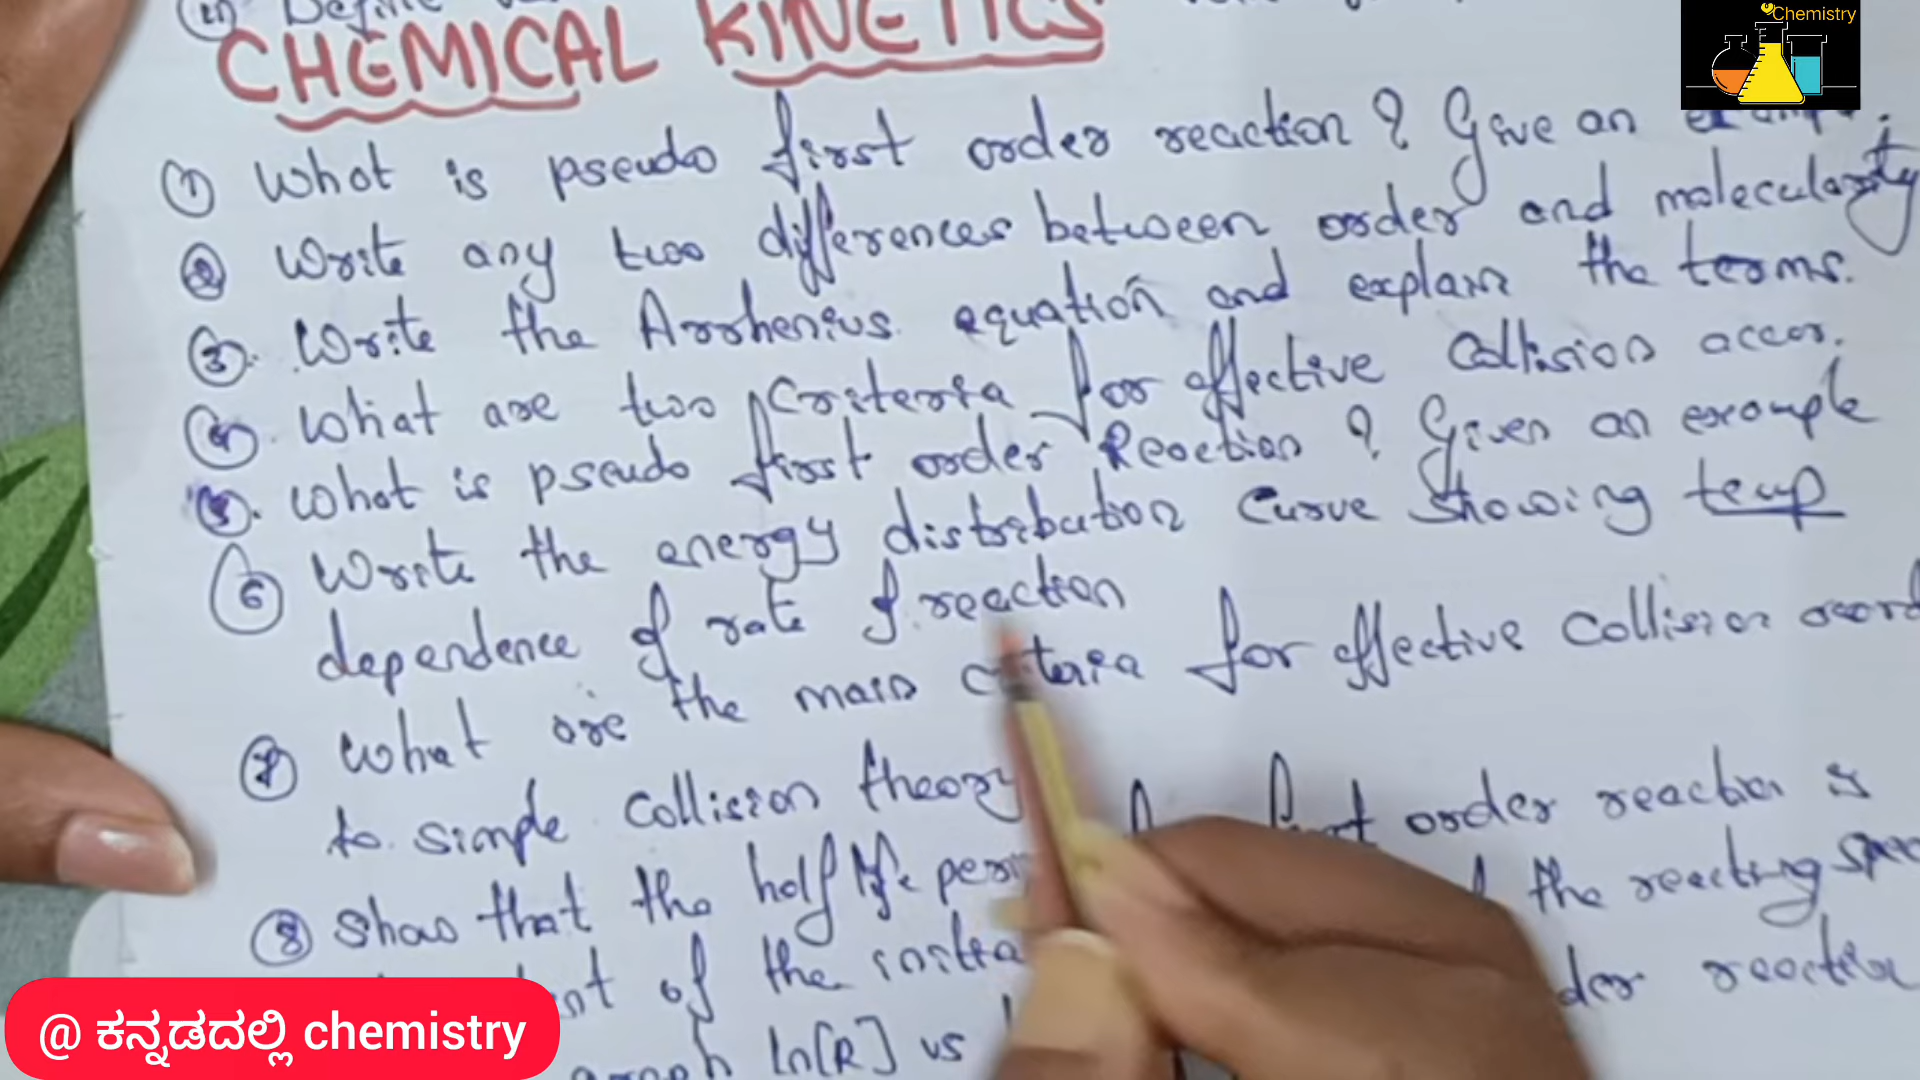 Define
CHEMICAL KINETICS
Chemistry
① What is pseudo first order reaction? Give an
② Write any two differences between order and molecularity
③. Write the Arrhenius equation and explain the terms.
④. What are two criteria for effective collision accor.
⑤. What is pseudo first order Reaction? Given an example
⑥ Write the energy distribution curve showing temp
dependence of rate of reaction
⑦ What are the main criteria for effective collision
to simple collision theory
⑧ Show that the half life first order reaction is
of the the reacting
reaction
graph ln[R] vs
@ ಕನ್ನಡದಲ್ಲಿ chemistry